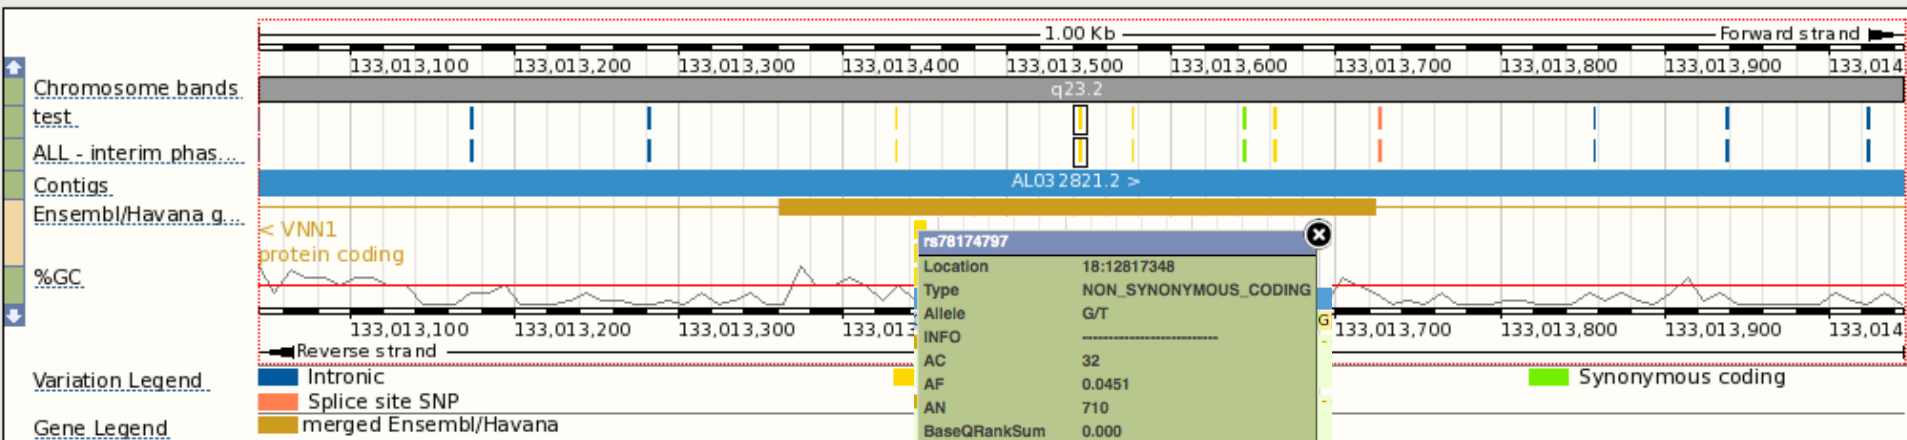 1.00 Kb
Forward strand
133,013,100 133,013,200 133,013,300 133,013,400 133,013,500 133,013,600 133,013,700 133,013,800 133,013,900 133,014
Chromosome bands q23.2
test
ALL - interim phas...
Contigs AL032821.2 >
Ensembl/Havana g...
< VNN1
protein coding
%GC
133,013,100 133,013,200 133,013,300 133,01 133,013,700 133,013,800 133,013,900 133,014
Reverse strand
rs78174797
Location 18:12817348
Type NON_SYNONYMOUS_CODING
Allele G/T
INFO --------------------------
AC 32
AF 0.0451
AN 710
BaseQRankSum 0.000
G
Variation Legend Intronic Synonymous coding
Splice site SNP
Gene Legend merged Ensembl/Havana